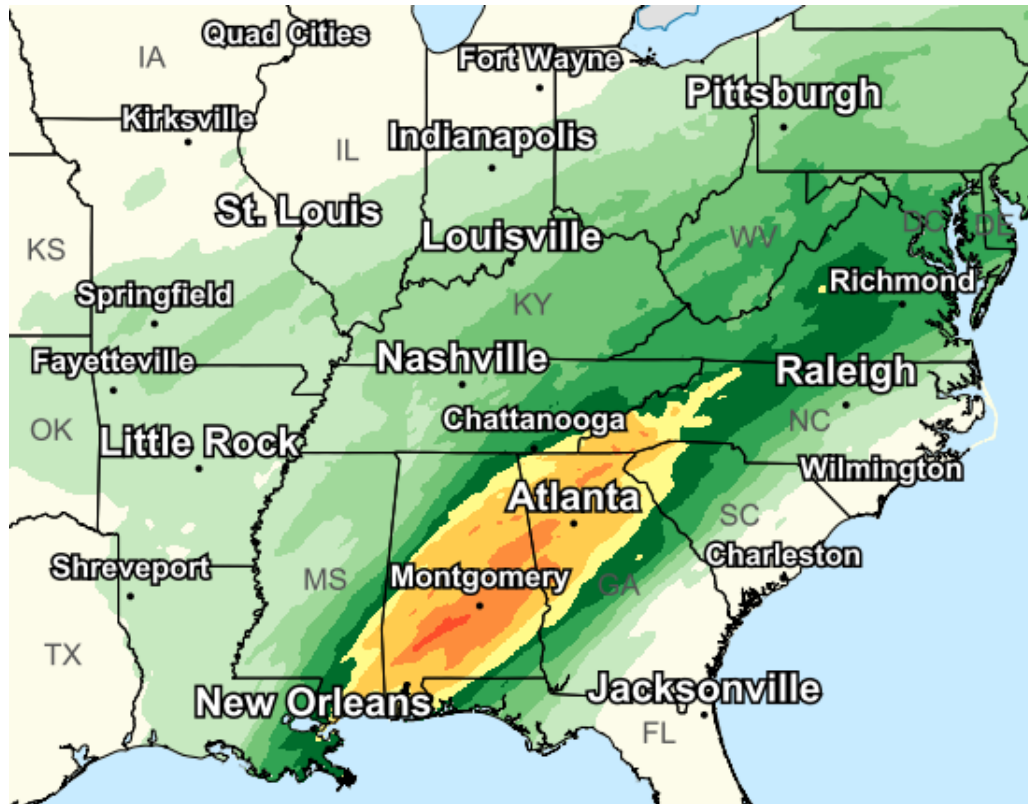 Quad Cities
IA
Fort Wayne
Pittsburgh
Kirksville
Indianapolis
IL
St. Louis
Louisville
WV
DC
DE
KS
Springfield
KY
Richmond
Fayetteville
Nashville
Raleigh
Chattanooga
NC
OK
Little Rock
Wilmington
Atlanta
SC
Shreveport
MS
Montgomery
GA
Charleston
TX
New Orleans
Jacksonville
FL